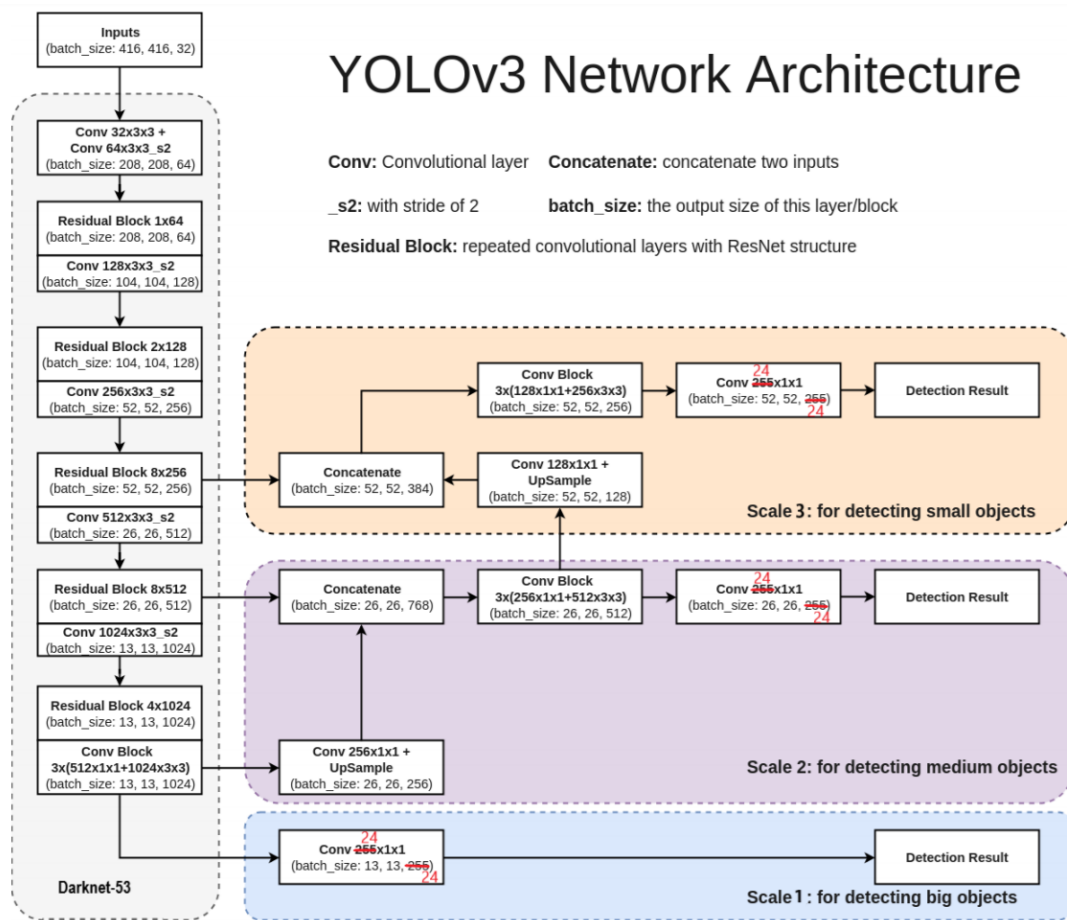 Inputs
(batch_size: 416, 416, 32)
YOLOv3 Network Architecture
Conv: Convolutional layer
Concatenate: concatenate two inputs
_s2: with stride of 2
batch_size: the output size of this layer/block
Residual Block: repeated convolutional layers with ResNet structure
Conv 32x3x3 +
Conv 64x3x3_s2
(batch_size: 208, 208, 64)
Residual Block 1x64
(batch_size: 208, 208, 64)
Conv 128x3x3_s2
(batch_size: 104, 104, 128)
Residual Block 2x128
(batch_size: 104, 104, 128)
Conv 256x3x3_s2
(batch_size: 52, 52, 256)
Residual Block 8x256
(batch_size: 52, 52, 256)
Conv 512x3x3_s2
(batch_size: 26, 26, 512)
Residual Block 8x512
(batch_size: 26, 26, 512)
Conv 1024x3x3_s2
(batch_size: 13, 13, 1024)
Residual Block 4x1024
(batch_size: 13, 13, 1024)
Conv Block
3x(512x1x1+1024x3x3)
(batch_size: 13, 13, 1024)
Darknet-53
Conv Block
3x(128x1x1+256x3x3)
(batch_size: 52, 52, 256)
24
Conv 255x1x1
(batch_size: 52, 52, 255)
24
Detection Result
Concatenate
(batch_size: 52, 52, 384)
Conv 128x1x1 +
UpSample
(batch_size: 52, 52, 128)
Scale 3: for detecting small objects
Concatenate
(batch_size: 26, 26, 768)
Conv Block
3x(256x1x1+512x3x3)
(batch_size: 26, 26, 512)
24
Conv 255x1x1
(batch_size: 26, 26, 255)
24
Detection Result
Conv 256x1x1 +
UpSample
(batch_size: 26, 26, 256)
Scale 2: for detecting medium objects
24
Conv 255x1x1
(batch_size: 13, 13, 255)
24
Detection Result
Scale 1: for detecting big objects